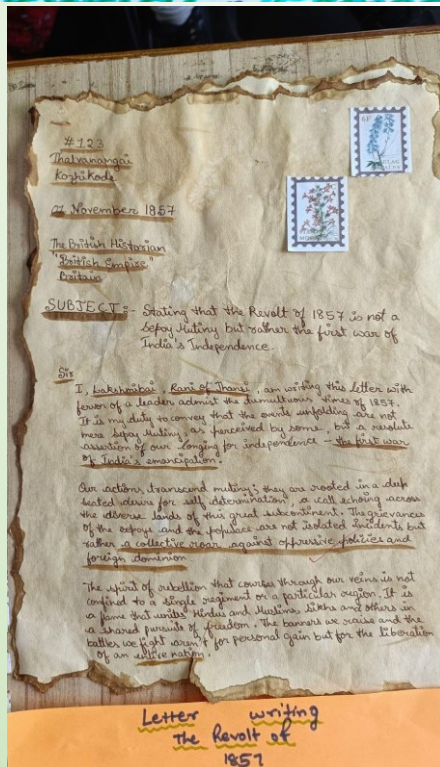 #123
Thalvanangai
Kozhikode
01 November 1857
The British Historian
"British Empire"
Britain
SUBJECT :- Stating that the Revolt of 1857 is not a
Sepoy Mutiny but rather the first war of
India's Independence.
Sir
I, Lakshmibai, Rani of Jhansi, am writing this letter with
fervor of a leader admist the tumultuous times of 1857.
It is my duty to convey that the events unfolding are not
mere Sepoy Mutiny, as perceived by some, but a resolute
assertion of our longing for independence - the first war
of India's emancipation.
Our actions transcend mutiny; they are rooted in a deep
seated desire for self determination, a call echoing across
the diverse lands of this great subcontinent. The grievances
of the sepoys and the populace are not isolated incidents but
rather a collective roar against oppressive policies and
foreign dominion
The spirit of rebellion that courses through our veins is not
confined to a single regiment or a particular region. It is
a flame that unites Hindus and Muslims, Sikhs and others in
a shared pursuit of freedom. The banners we raise and the
battles we fight aren't for personal gain but for the liberation
of an entire nation.
Letter writing
The Revolt of
1857